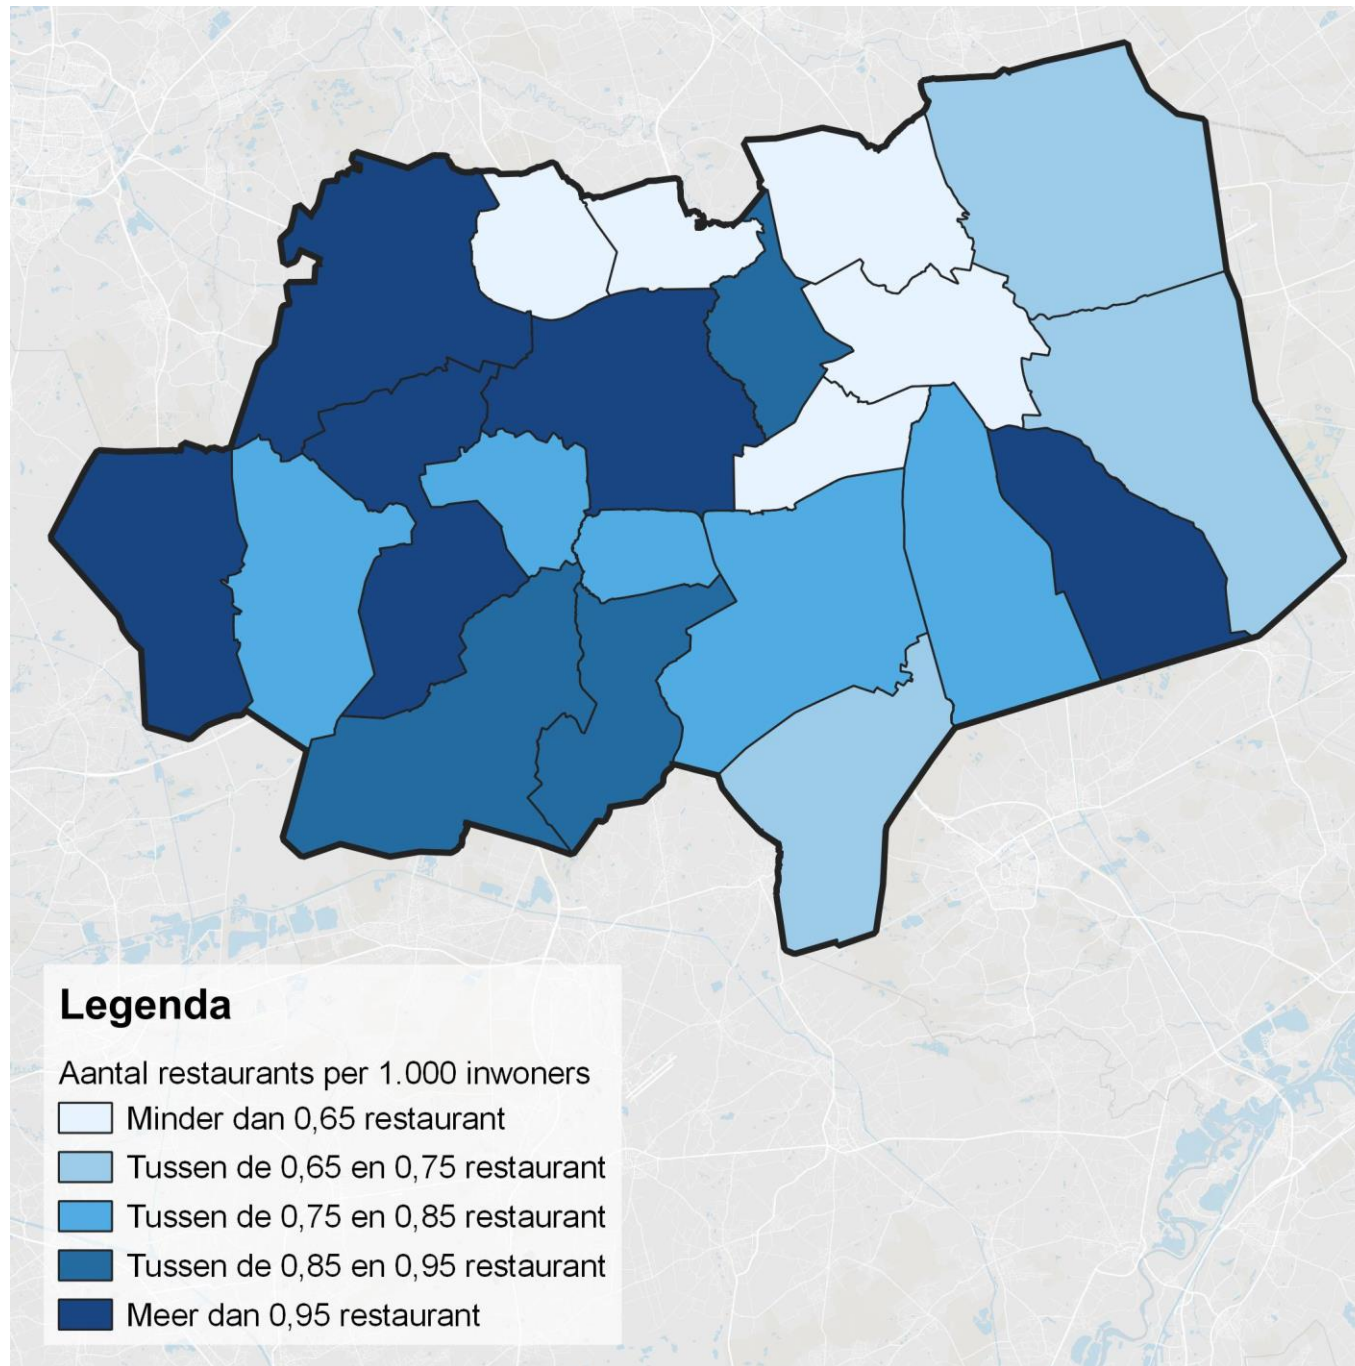 Legenda
Aantal restaurants per 1.000 inwoners
Minder dan 0,65 restaurant
Tussen de 0,65 en 0,75 restaurant
Tussen de 0,75 en 0,85 restaurant
Tussen de 0,85 en 0,95 restaurant
Meer dan 0,95 restaurant